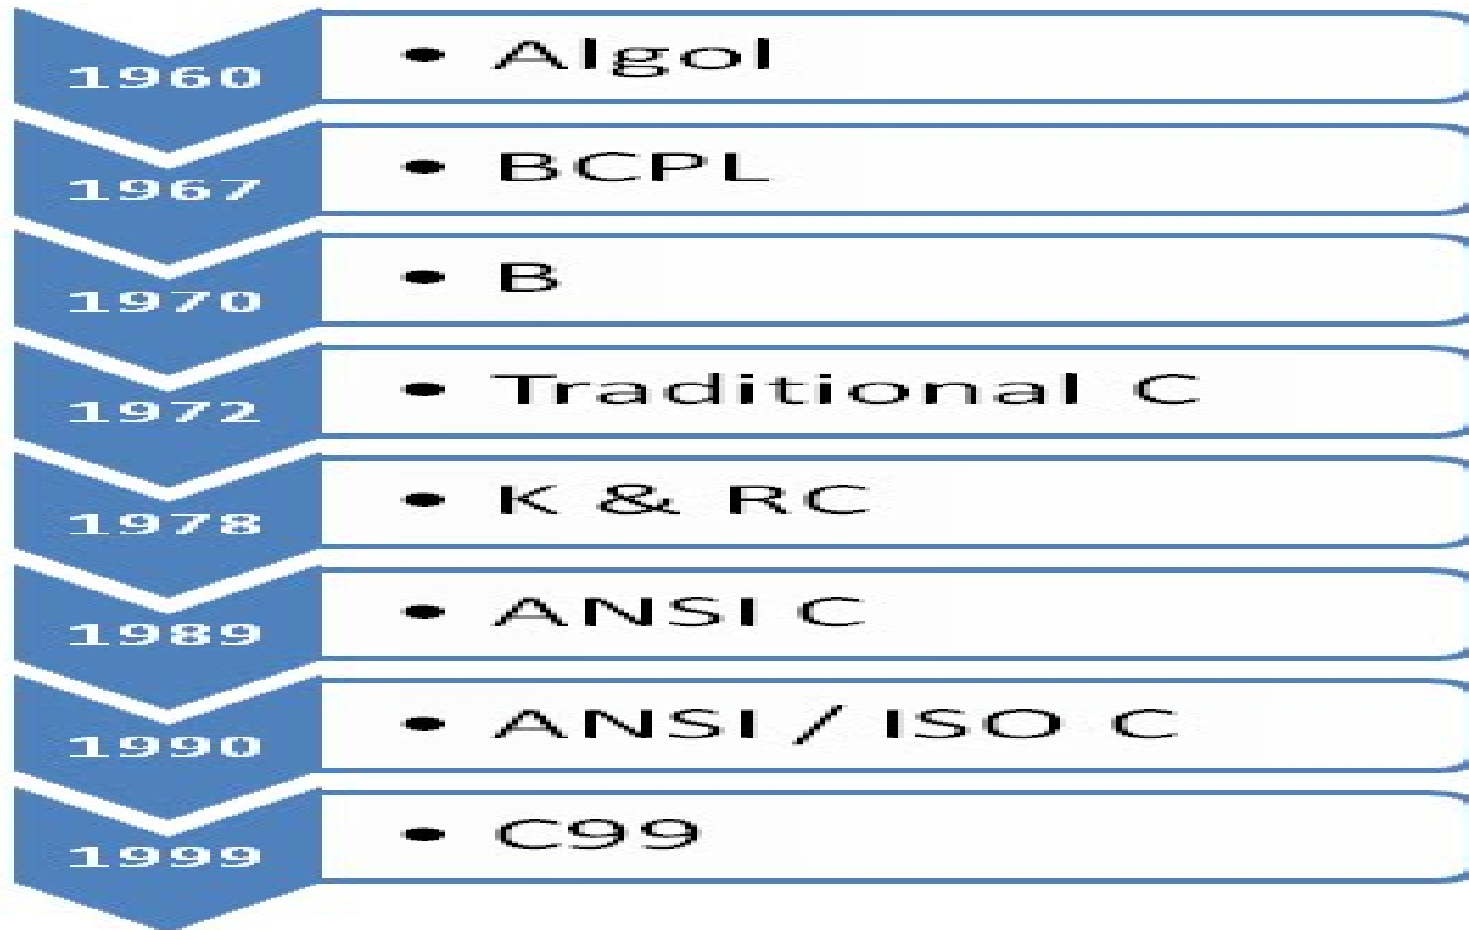 1960 • Algol
1967 • BCPL
1970 • B
1972 • Traditional C
1978 • K & RC
1989 • ANSI C
1990 • ANSI / ISO C
1999 • C99